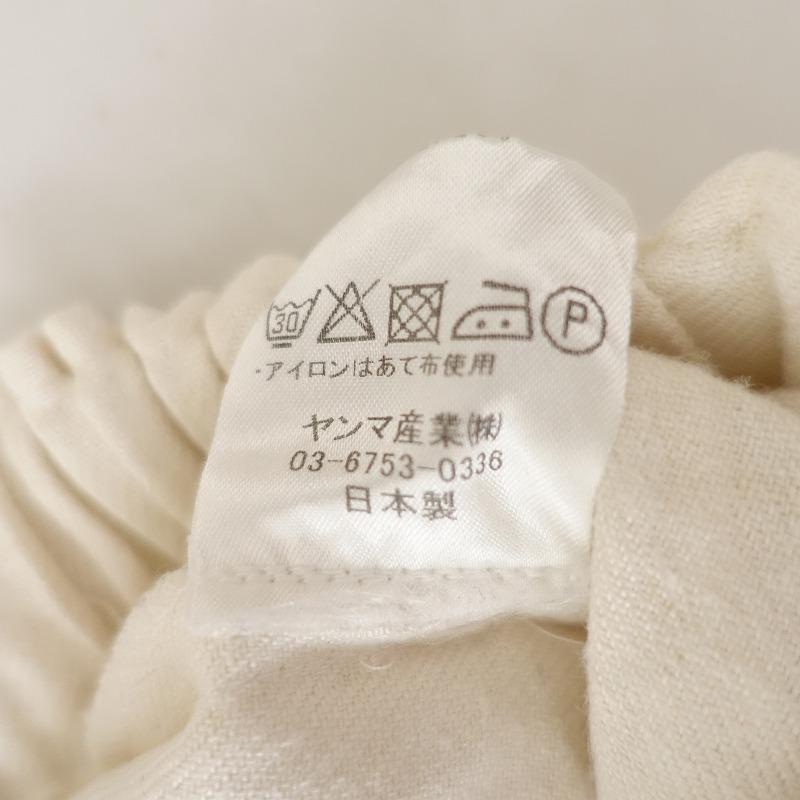 30 P
・アイロンはあて布使用
ヤンマ産業㈱
03-6753-0336
日本製